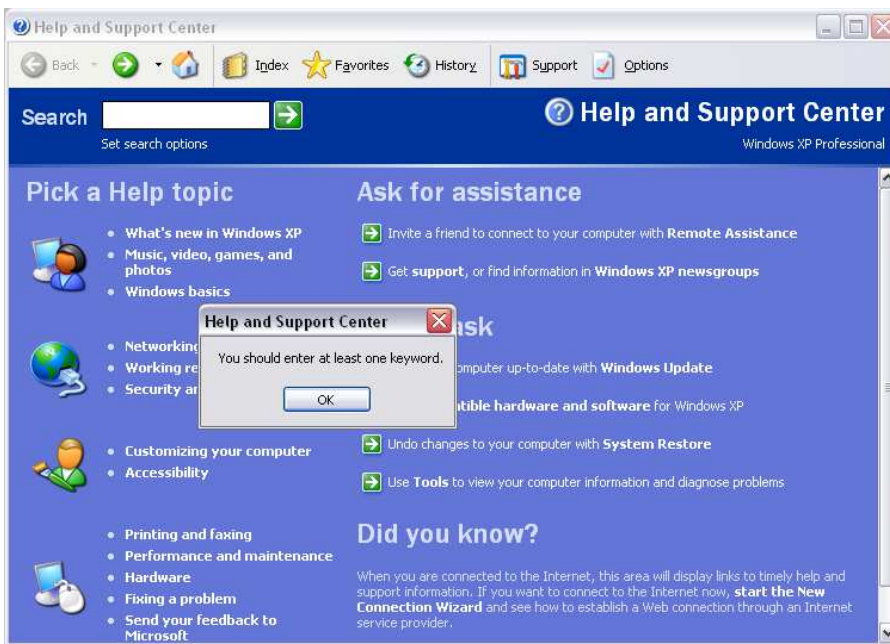 Help and Support Center
Back
Index
Favorites
History
Support
Options
Search
Set search options
Help and Support Center
Windows XP Professional
Pick a Help topic
What's new in Windows XP
Music, video, games, and
photos
Windows basics
Networking
Working re
Security a
Customizing your computer
Accessibility
Printing and faxing
Performance and maintenance
Hardware
Fixing a problem
Send your feedback to
Microsoft
Ask for assistance
Invite a friend to connect to your computer with Remote Assistance
Get support, or find information in Windows XP newsgroups
ask
computer up-to-date with Windows Update
tible hardware and software for Windows XP
Undo changes to your computer with System Restore
Use Tools to view your computer information and diagnose problems
Did you know?
When you are connected to the Internet, this area will display links to timely help and
support information. If you want to connect to the Internet now, start the New
Connection Wizard and see how to establish a Web connection through an Internet
service provider.
Help and Support Center
You should enter at least one keyword.
OK